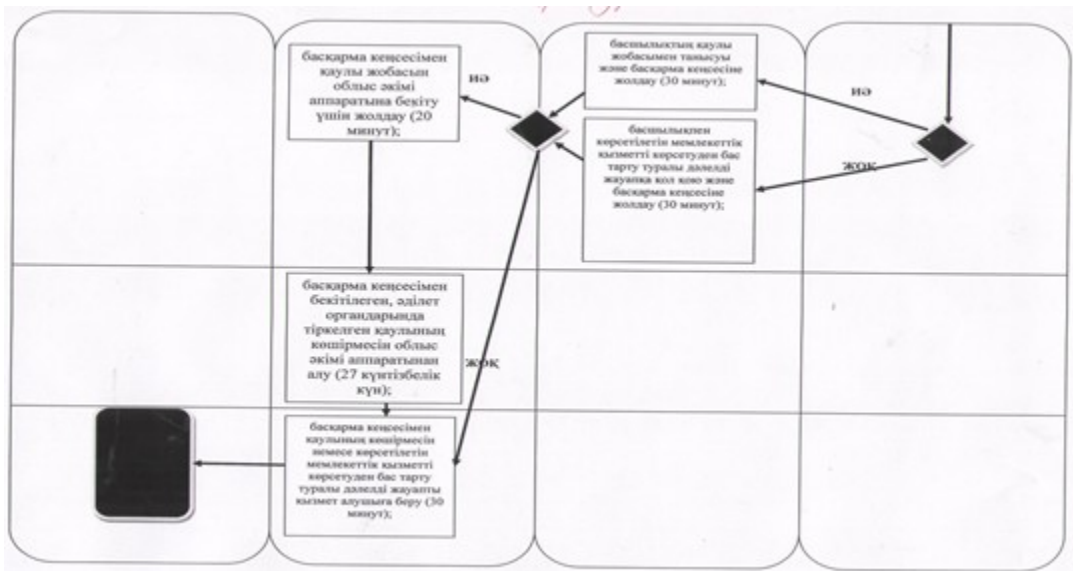 басқарма кеңсесімен
қаулы жобасын
облыс әкімі
аппаратына бекіту
үшін жолдау (20
минут);
иә
басшылықтың қаулы
жобасымен танысуы
және басқарма кеңсесіне
жолдау (30 минут);
иә
басшылықпен
көрсетілетін мемлекеттік
қызметті көрсетуден бас
тарту туралы дәлелді
жауапқа қол қою және
басқарма кеңсесіне
жолдау (30 минут);
жоқ
басқарма кеңсесімен
бекітілеген, әділет
органдарында
тіркелген қаулының
көшірмесін облыс
әкімі аппаратынан
алу (27 күнтізбелік
күн);
жоқ
басқарма кеңсесімен
қаулының көшірмесін
немесе көрсетілетін
мемлекеттік қызметті
көрсетуден бас тарту
туралы дәлелді жауапты
қызмет алушыға беру (30
минут);